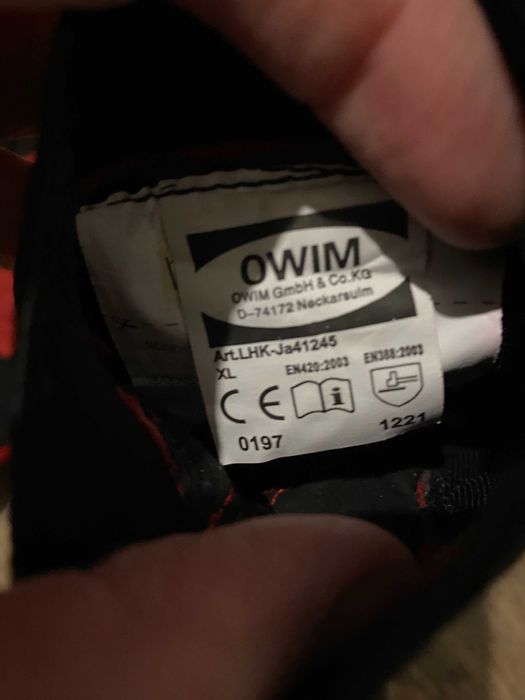 OWIM
OWIM GmbH & Co.KG
D-74172 Neckarsulm
Art.LHK-Ja41245
XL EN420:2003 EN388:2003
CE i
0197 1221